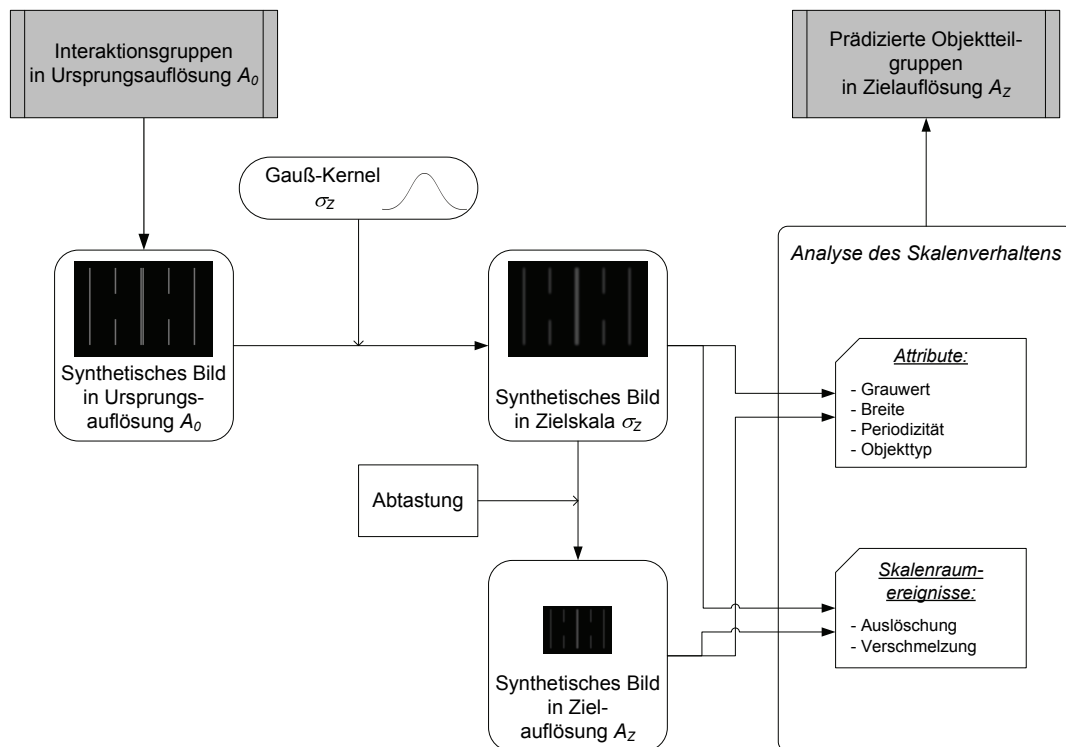 Interaktionsgruppen
in Ursprungsauflösung A0
Prädizierte Objektteil-
gruppen
in Zielauflösung AZ
Gauß-Kernel
σZ
Analyse des Skalenverhaltens
Synthetisches Bild
in Ursprungs-
auflösung A0
Synthetisches Bild
in Zielskala σZ
Attribute:
- Grauwert
- Breite
- Periodizität
- Objekttyp
Abtastung
Skalenraum-
ereignisse:
- Auslöschung
- Verschmelzung
Synthetisches Bild
in Ziel-
auflösung AZ